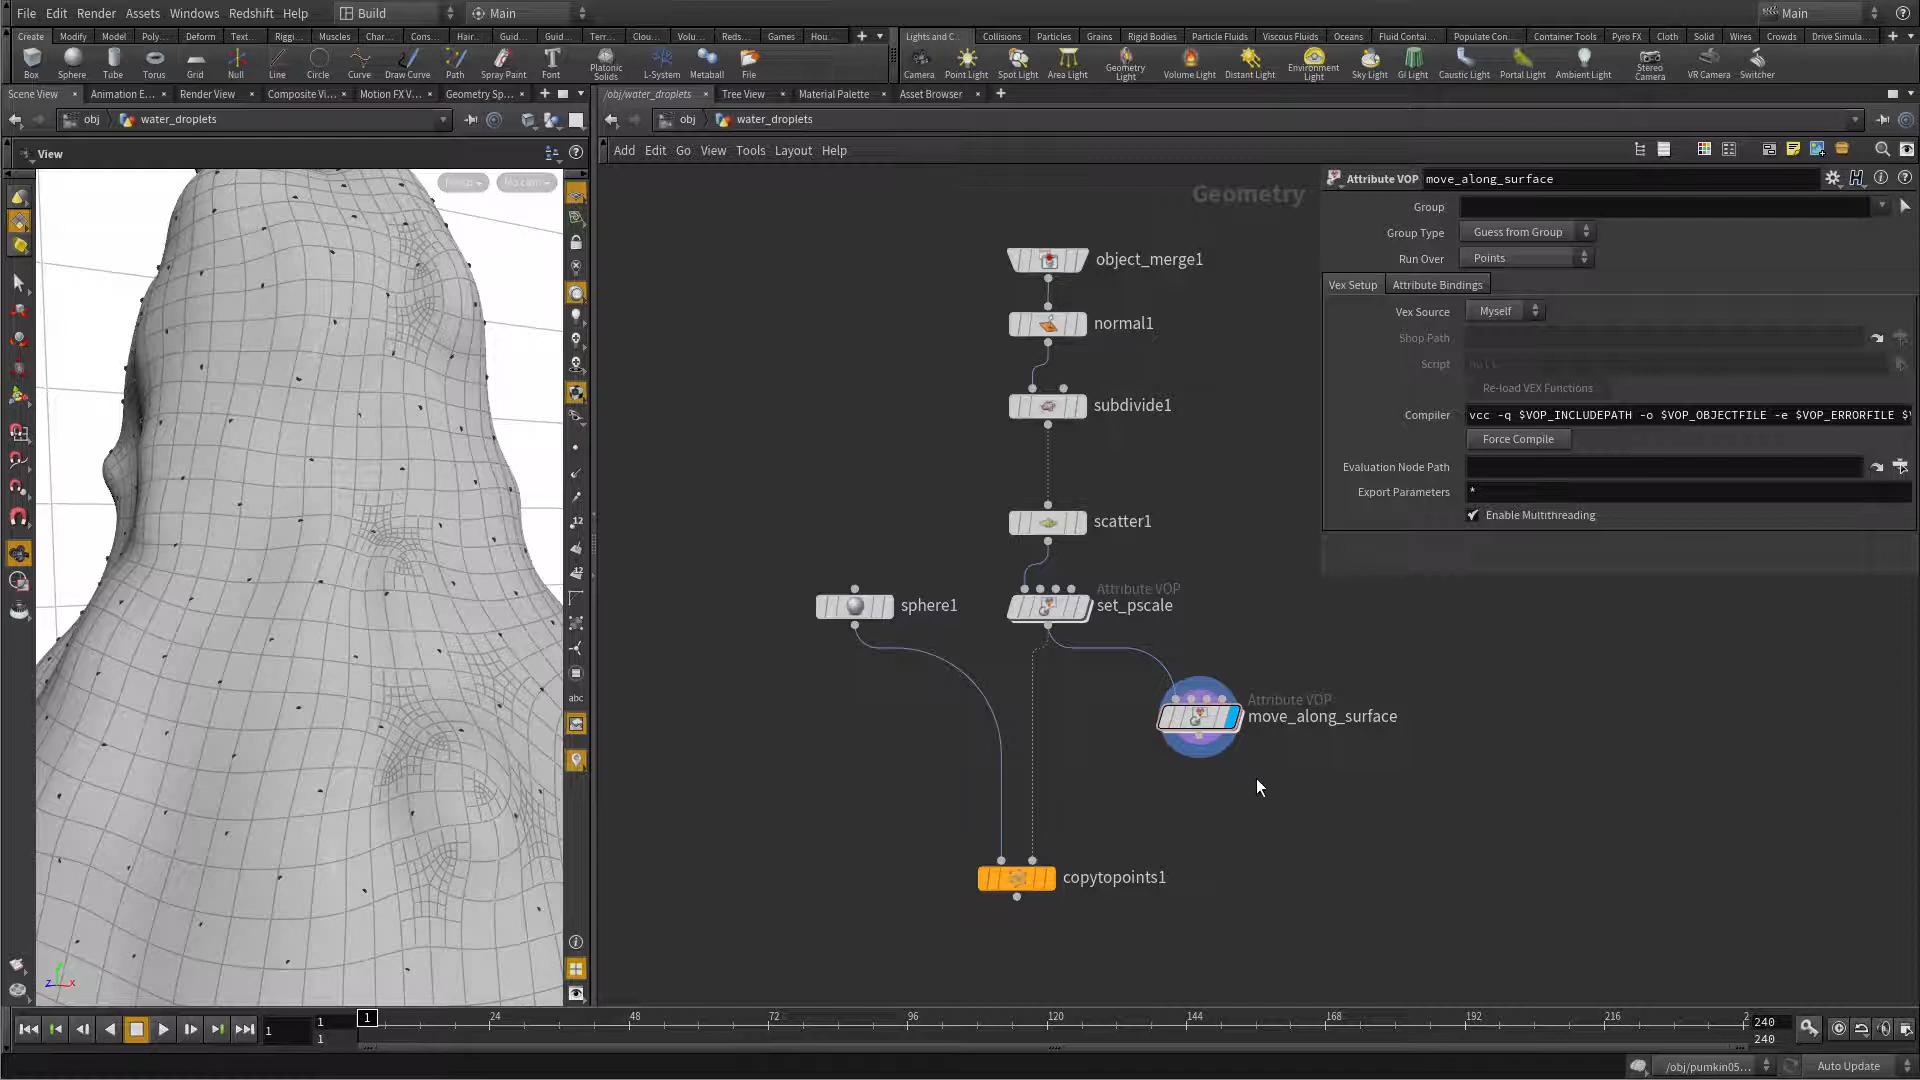 File Edit Render Assets Windows Redshift Help Build Main Main
Create Modify Model Poly... Deform Text... Riggi... Muscles Char... Cons... Hair... Guid... Guid... Terr... Clou... Volu... Reds... Games Hou...
Lights and C... Collisions Particles Grains Rigid Bodies Particle Fluids Viscous Fluids Oceans Fluid Contai... Populate Con... Container Tools Pyro FX Cloth Solid Wires Crowds Drive Simula...
Box Sphere Tube Torus Grid Null Line Circle Curve Draw Curve Path Spray Paint Font Platonic Solids L-System Metaball File
Camera Point Light Spot Light Area Light Geometry Light Volume Light Distant Light Environment Light Sky Light GI Light Caustic Light Portal Light Ambient Light Stereo Camera VR Camera Switcher
Scene View Animation E... Render View Composite Vi... Motion FX V... Geometry Sp...
/obj/water_droplets Tree View Material Palette Asset Browser
obj water_droplets
obj water_droplets
View
Add Edit Go View Tools Layout Help
Persp No cam
Geometry
Attribute VOP move_along_surface
Group
Group Type Guess from Group
Run Over Points
Vex Setup Attribute Bindings
Vex Source Myself
Shop Path
Script null
Re-load VEX Functions
Compiler vcc -q $VOP_INCLUDEPATH -o $VOP_OBJECTFILE -e $VOP_ERRORFILE $V
Force Compile
Evaluation Node Path
Export Parameters *
Enable Multithreading
object_merge1
normal1
subdivide1
scatter1
sphere1
Attribute VOP
set_pscale
Attribute VOP
move_along_surface
copytopoints1
12
12
abc
z x
1 1 1 1 24 48 72 96 120 144 168 192 216 2 240 240
/obj/pumkin05... Auto Update